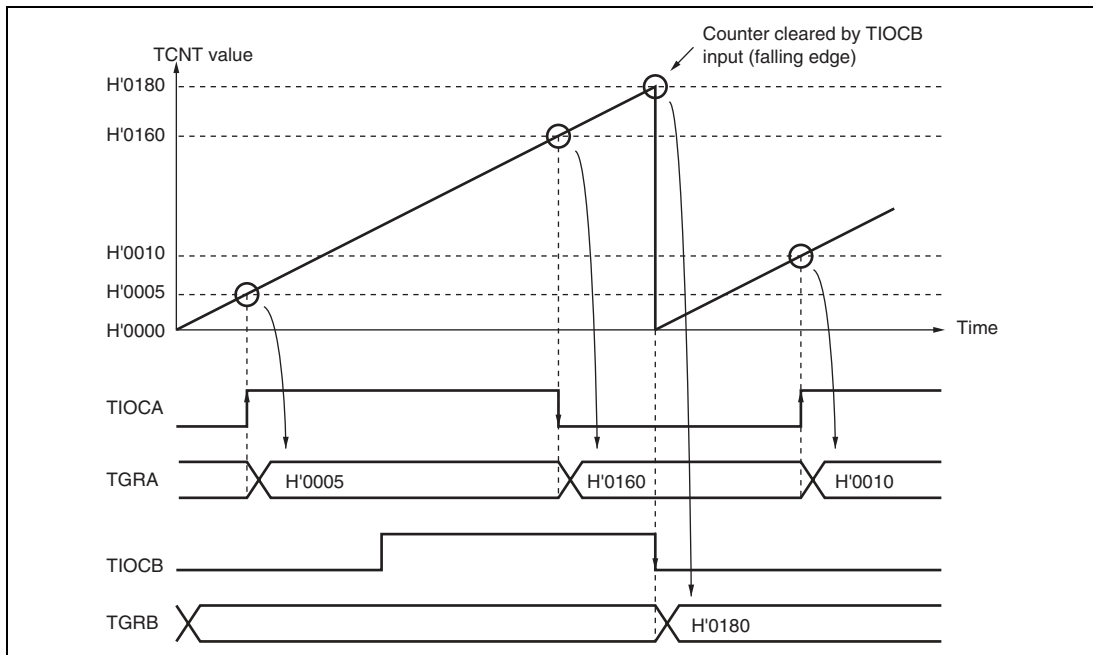 Counter cleared by TIOCB
input (falling edge)
TCNT value
H'0180
H'0160
H'0010
H'0005
H'0000
Time
TIOCA
TGRA
H'0005
H'0160
H'0010
TIOCB
TGRB
H'0180